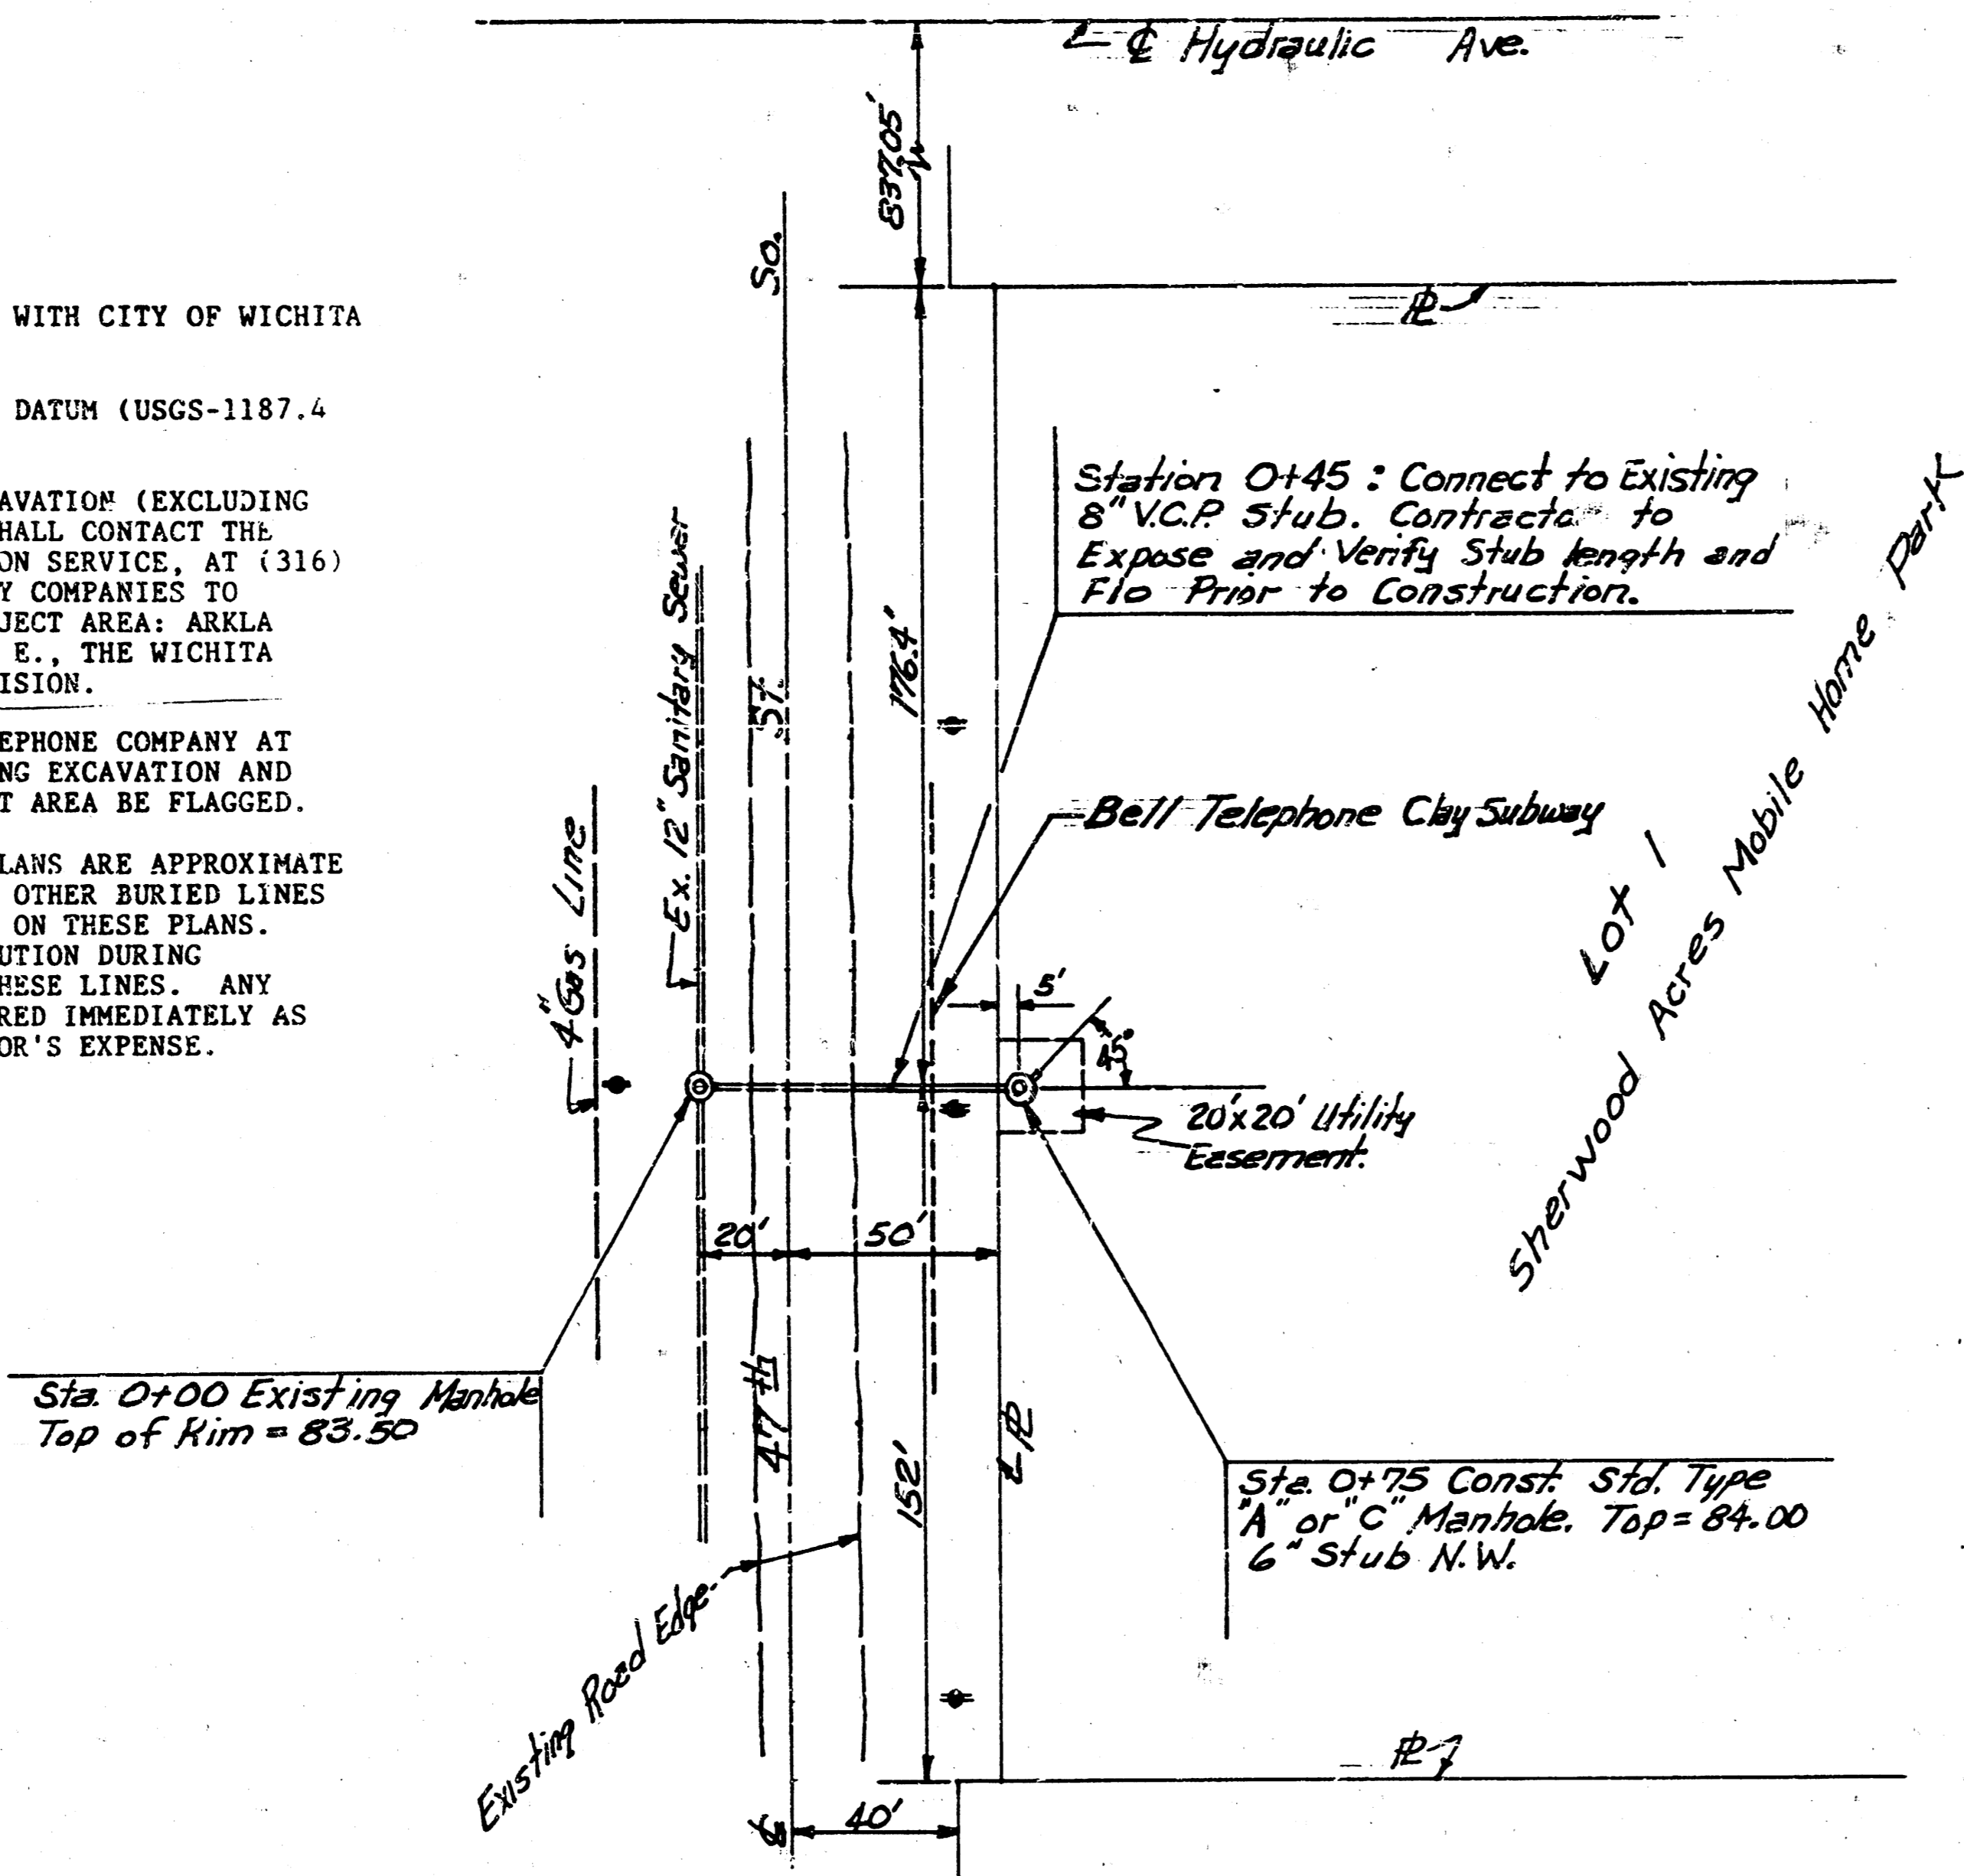 WITH CITY OF WICHITA
DATUM (USGS-1187.4
AVATION (EXCLUDING
HALL CONTACT THE
ON SERVICE, AT (316)
Y COMPANIES TO
JECT AREA: ARKLA
E., THE WICHITA
ISION.
EPHONE COMPANY AT
NG EXCAVATION AND
T AREA BE FLAGGED.
LANS ARE APPROXIMATE
OTHER BURIED LINES
ON THESE PLANS.
UTION DURING
HESE LINES. ANY
RED IMMEDIATELY AS
OR'S EXPENSE.
℄ Hydraulic Ave.
837.05'
So.
℗L
Station 0+45 : Connect to Existing
8" V.C.P. Stub. Contracto to
Expose and Verify Stub length and
Flo Prior to Construction.
176.4'
St.
Ex. 12" Sanitary Sewer
4" Gas Line
Bell Telephone Clay Subway
5'
45°
20'x20' Utility
Easement.
Lot 1
Sherwood Acres Mobile Home Park
20'
50'
47th
152'
℗L
Sta. 0+00 Existing Manhole
Top of Rim = 83.50
Sta. 0+75 Const. Std. Type
"A" or "C" Manhole. Top = 84.00
6" Stub N.W.
Existing Road Edge.
℗L
℄
40'